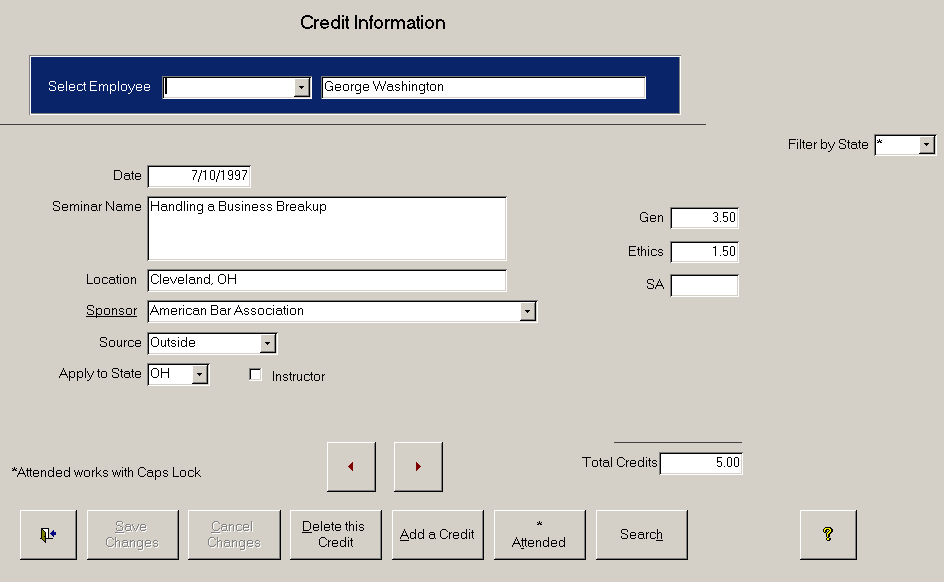 Credit Information
Select Employee George Washington
Filter by State *
Date 7/10/1997
Seminar Name Handling a Business Breakup
Gen 3.50
Ethics 1.50
Location Cleveland, OH
SA
Sponsor American Bar Association
Source Outside
Apply to State OH Instructor
*Attended works with Caps Lock
Total Credits 5.00
Save
Changes
Cancel
Changes
Delete this
Credit
Add a Credit
*
Attended
Search
?